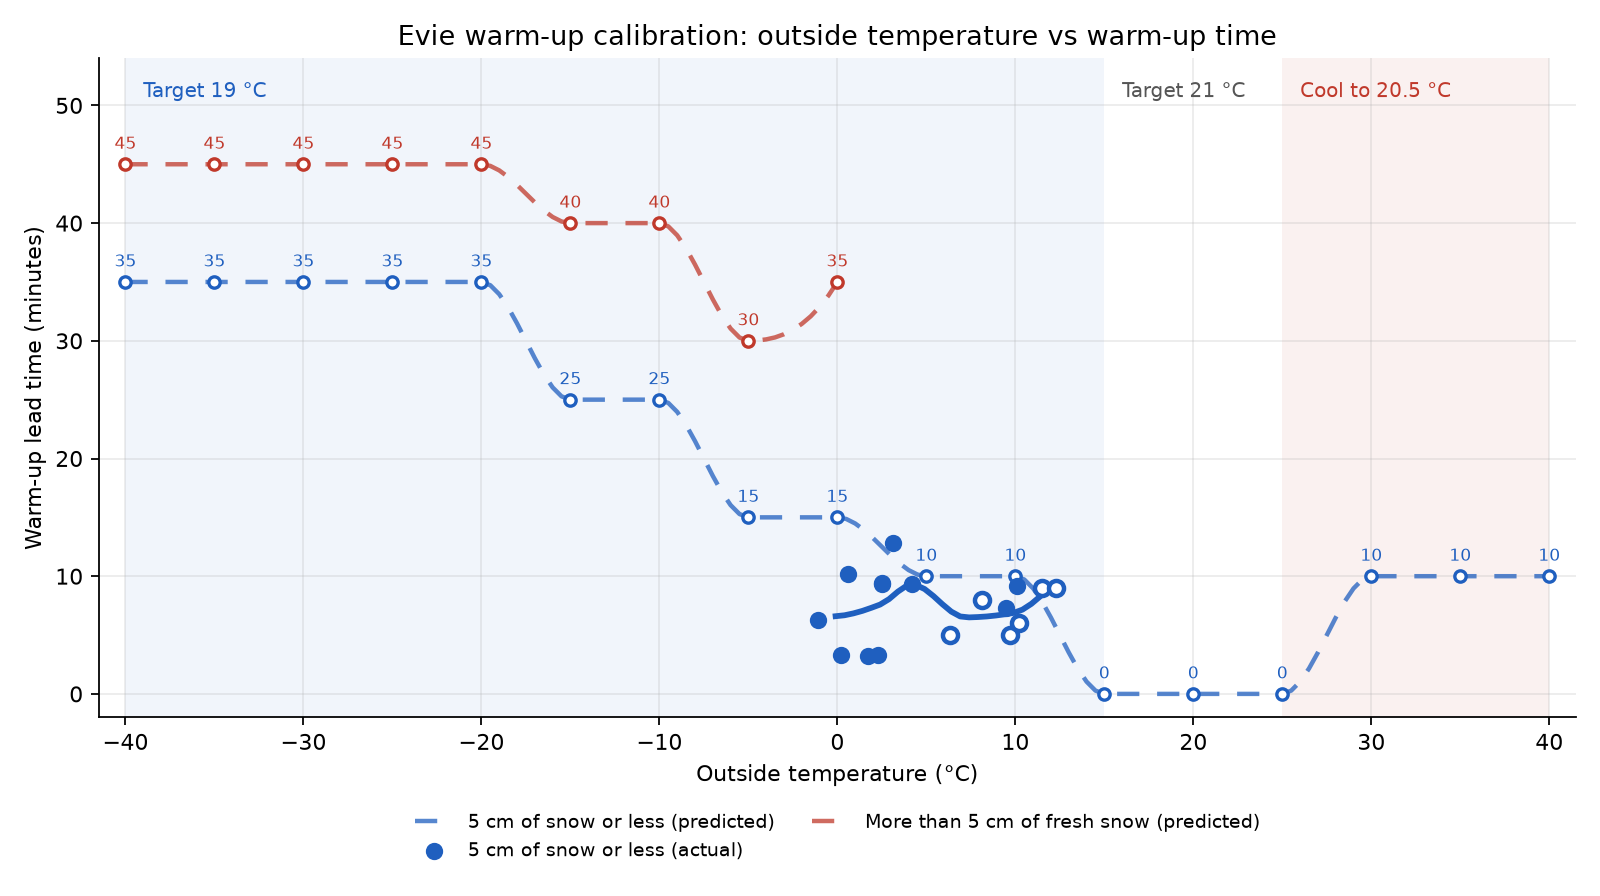 Evie warm-up calibration: outside temperature vs warm-up time
Target 19 °C
Target 21 °C
Cool to 20.5 °C
Warm-up lead time (minutes)
50
40
30
20
10
0
45 45 45 45 45
40 40
35
30
35 35 35 35 35
25 25
15 15
10 10
0 0 0
10 10 10
−40 −30 −20 −10 0 10 20 30 40
Outside temperature (°C)
5 cm of snow or less (predicted)
5 cm of snow or less (actual)
More than 5 cm of fresh snow (predicted)